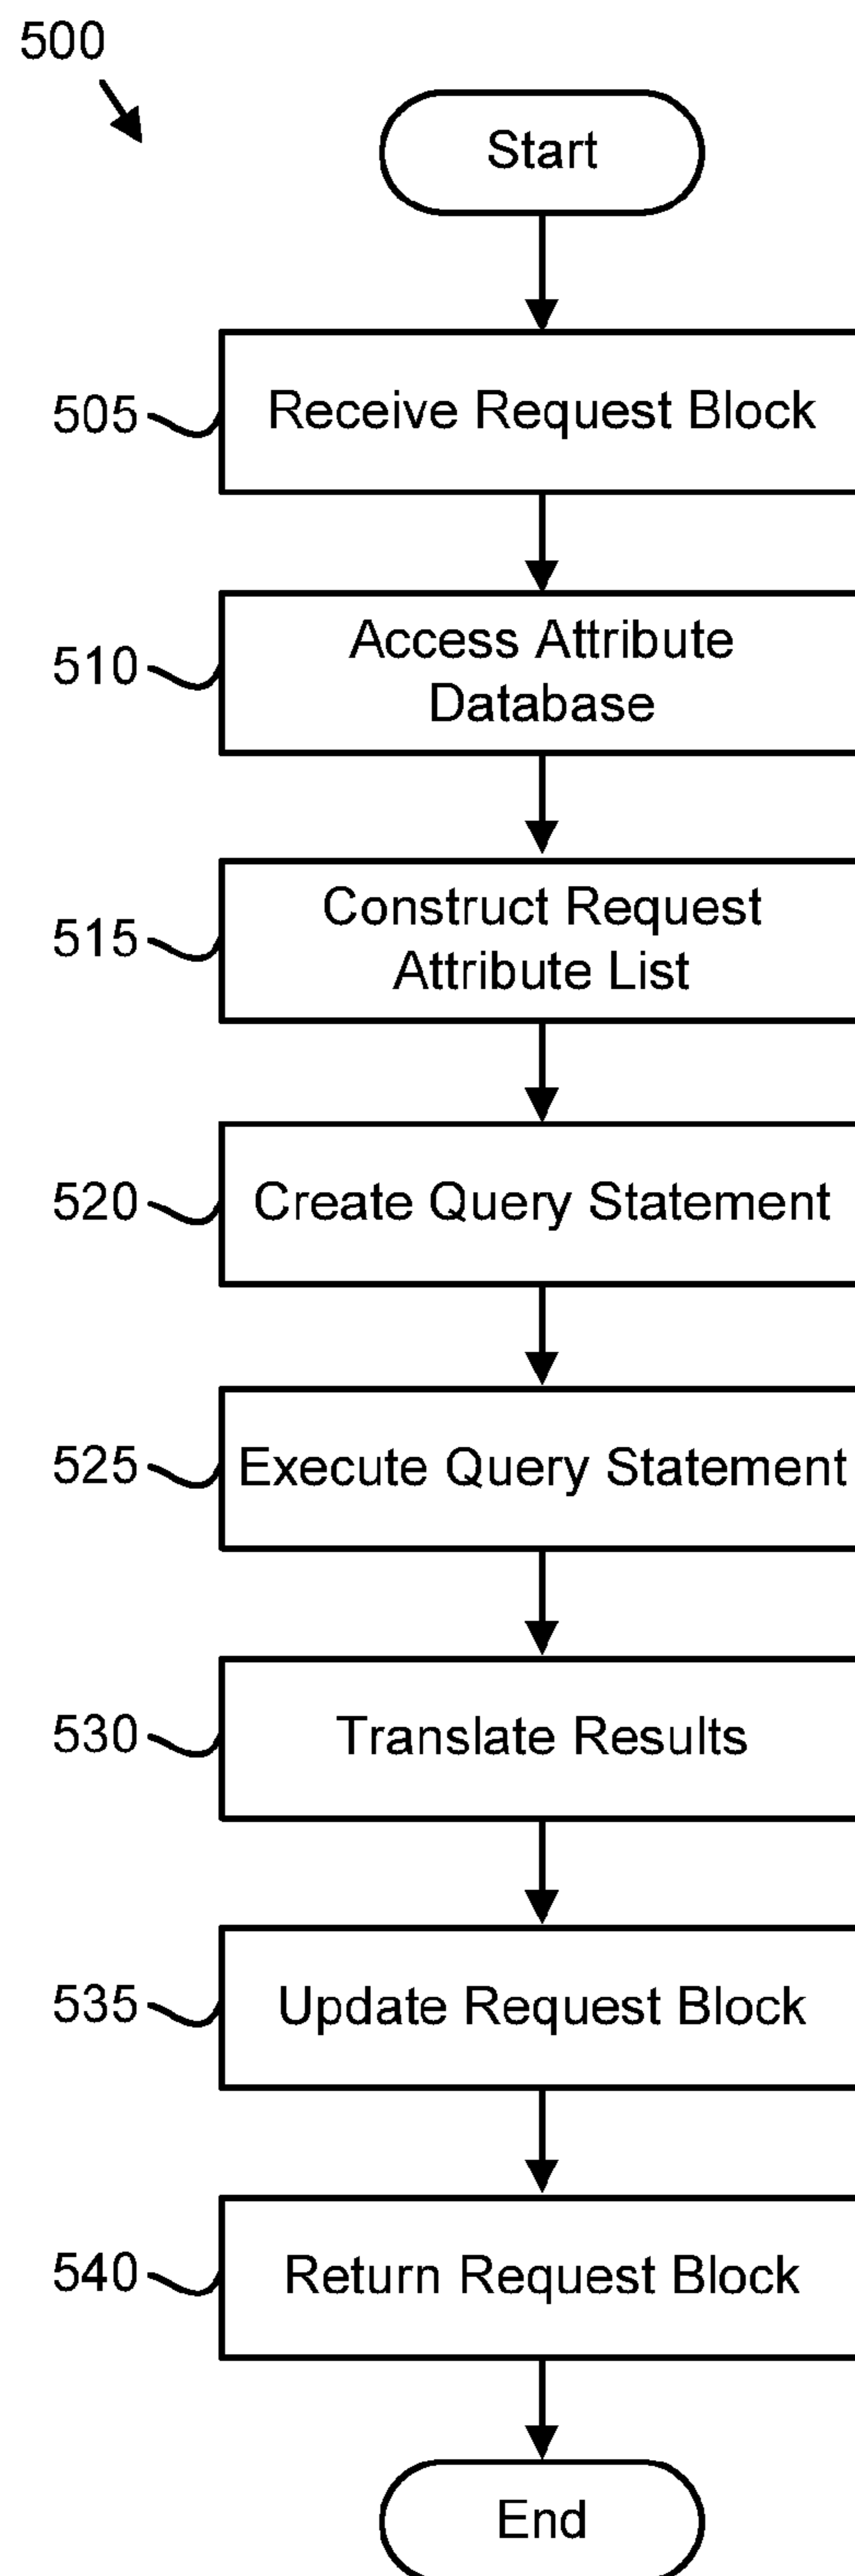 500
Start
505
Receive Request Block
510
Access Attribute
Database
515
Construct Request
Attribute List
520
Create Query Statement
525
Execute Query Statement
530
Translate Results
535
Update Request Block
540
Return Request Block
End